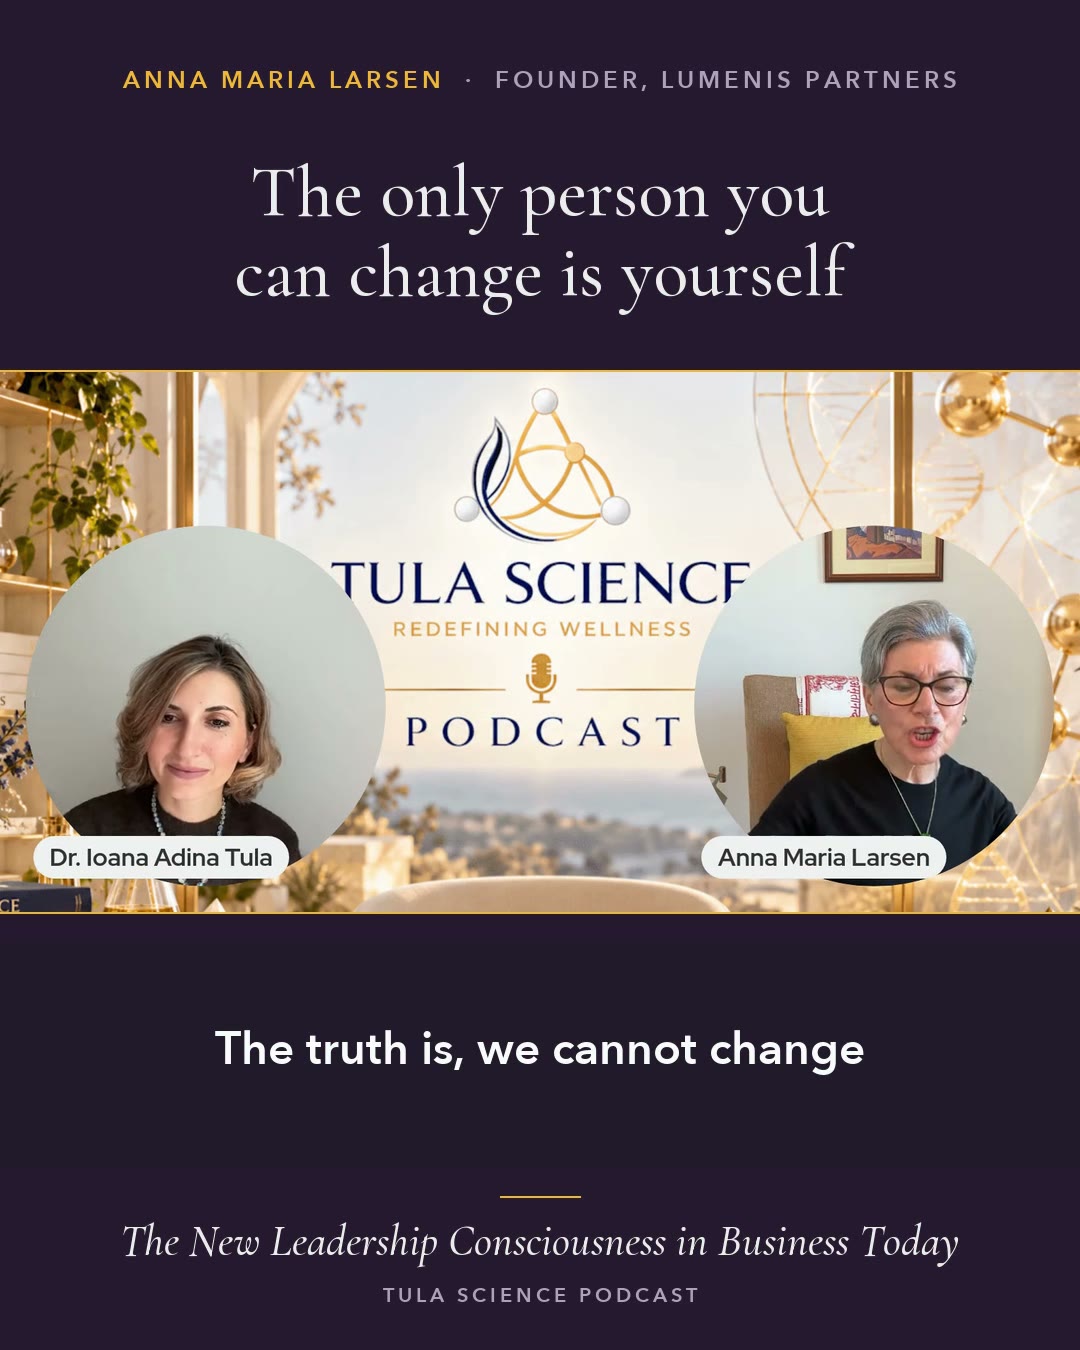 ANNA MARIA LARSEN · FOUNDER, LUMENIS PARTNERS
The only person you
can change is yourself
TULA SCIENCE
REDEFINING WELLNESS
PODCAST
Dr. Ioana Adina Tula
Anna Maria Larsen
The truth is, we cannot change
The New Leadership Consciousness in Business Today
TULA SCIENCE PODCAST